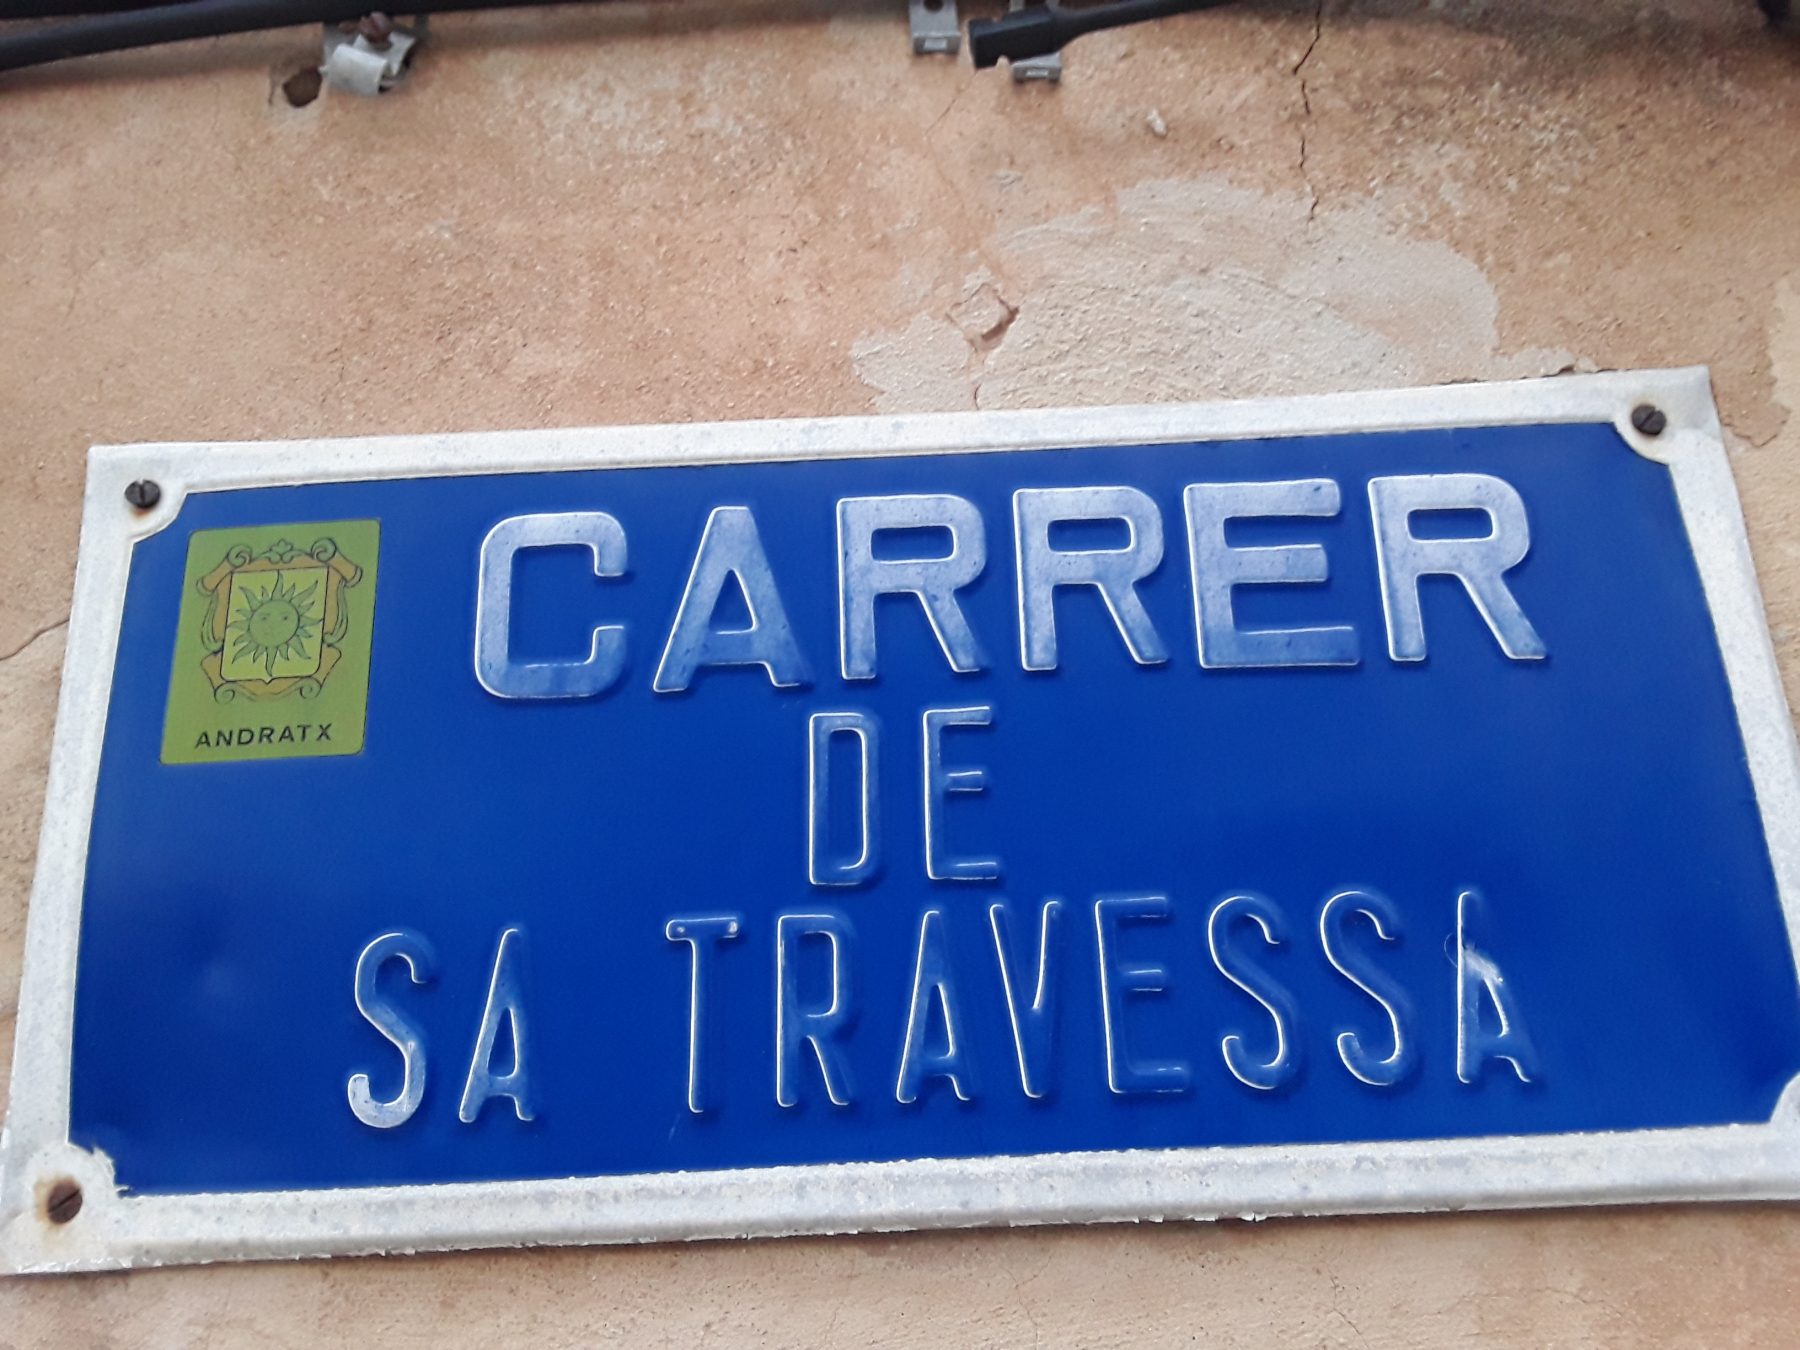 CARRER
ANDRATX
DE
SA TRAVESSA